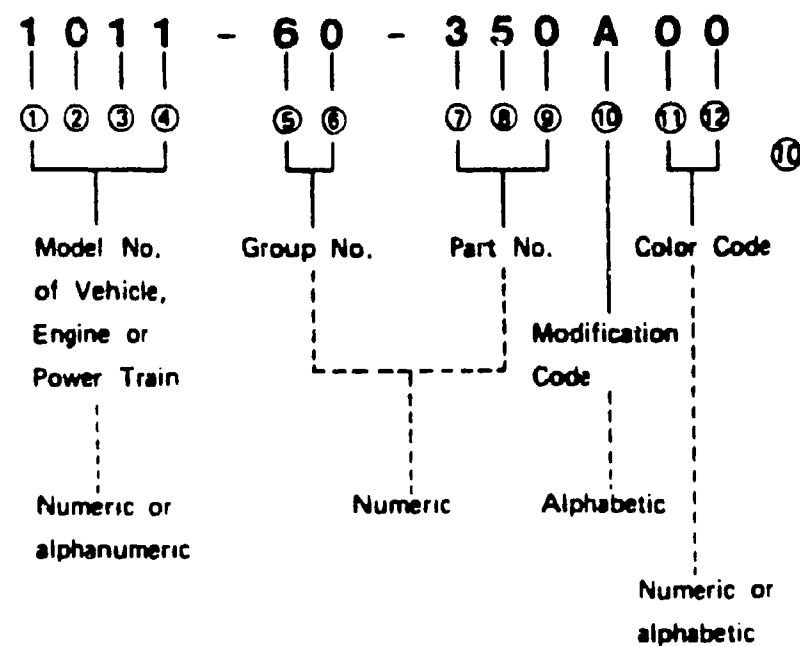 1011 - 60 - 350A00
① ② ③ ④ ⑤ ⑥ ⑦ ⑧ ⑨ ⑩ ⑪ ⑫
⑩
Model No. Group No. Part No. Color Code
of Vehicle,
Engine or Modification
Power Train Code
Numeric or Numeric Alphabetic
alphanumeric
Numeric or
alphabetic